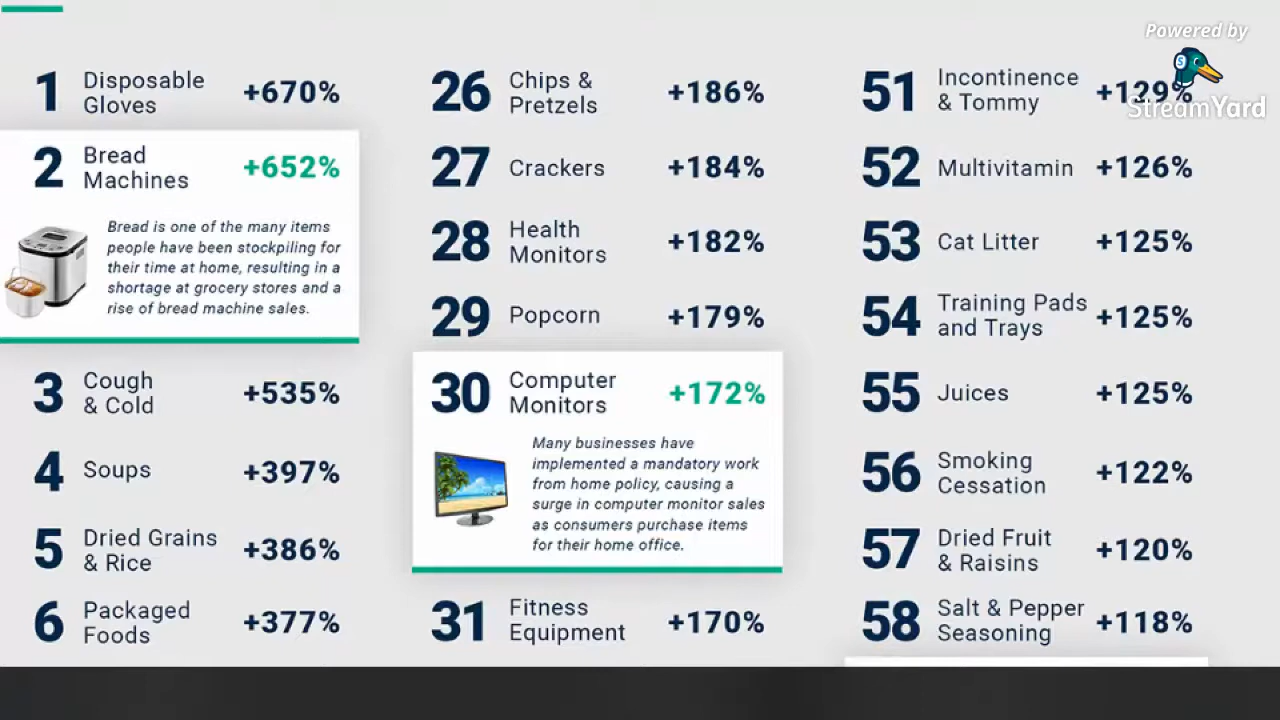 Powered by
StreamYard
1 Disposable Gloves +670%
2 Bread Machines +652%
Bread is one of the many items
people have been stockpiling for
their time at home, resulting in a
shortage at grocery stores and a
rise of bread machine sales.
3 Cough & Cold +535%
4 Soups +397%
5 Dried Grains & Rice +386%
6 Packaged Foods +377%
26 Chips & Pretzels +186%
27 Crackers +184%
28 Health Monitors +182%
29 Popcorn +179%
30 Computer Monitors +172%
Many businesses have
implemented a mandatory work
from home policy, causing a
surge in computer monitor sales
as consumers purchase items
for their home office.
31 Fitness Equipment +170%
51 Incontinence & Tommy +129%
52 Multivitamin +126%
53 Cat Litter +125%
54 Training Pads and Trays +125%
55 Juices +125%
56 Smoking Cessation +122%
57 Dried Fruit & Raisins +120%
58 Salt & Pepper Seasoning +118%